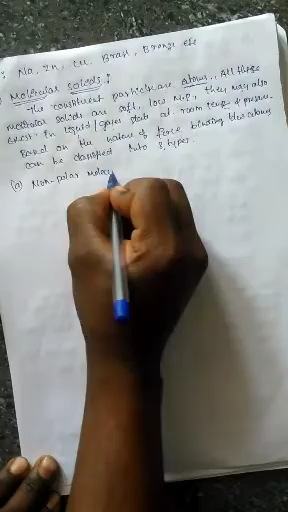 : Na, Zn, Cu, Brass, Bronze etc
Molecular solids :
The constituent particles are atoms. All these
molecular solids are soft, low m.p, they may also
exist in liquid/gases state at room temp & pressure.
Based on the nature of force binding the atoms
can be classified into 3 types.
(a) Non-polar molecu